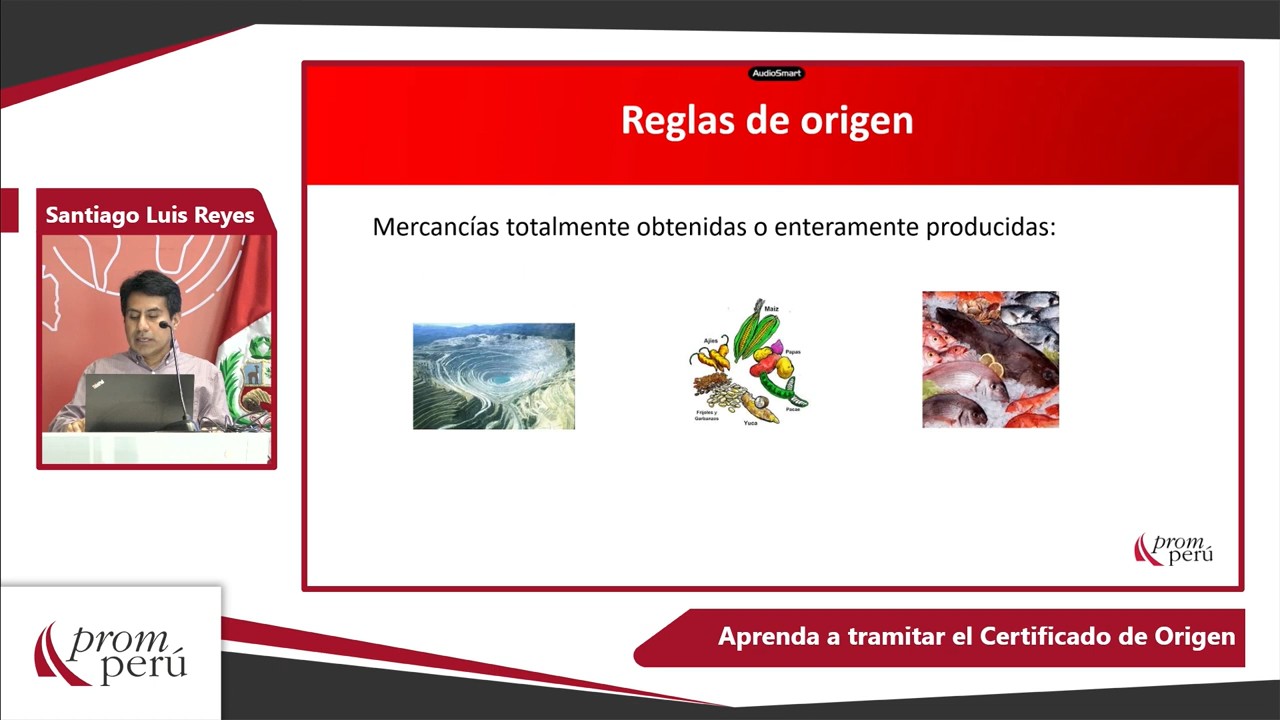 AudioSmart
Reglas de origen
Santiago Luis Reyes
Mercancías totalmente obtenidas o enteramente producidas:
Maíz
Ajíes
Papas
Pacae
Frijoles y
Garbanzos
Yuca
prom
perú
prom
perú
Aprenda a tramitar el Certificado de Origen